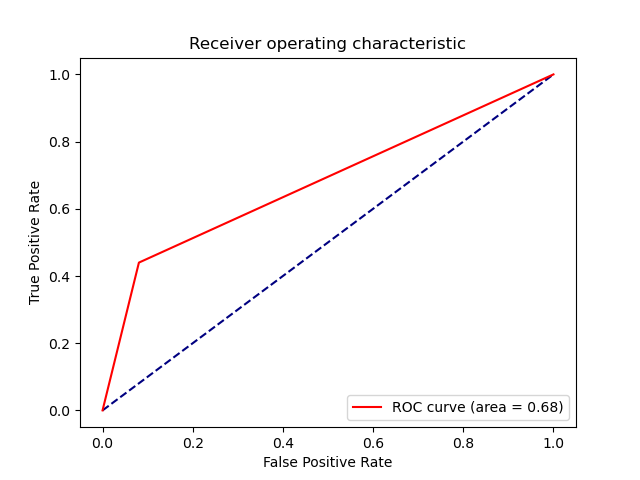 Receiver operating characteristic
True Positive Rate
1.0
0.8
0.6
0.4
0.2
0.0
ROC curve (area = 0.68)
0.0 0.2 0.4 0.6 0.8 1.0
False Positive Rate